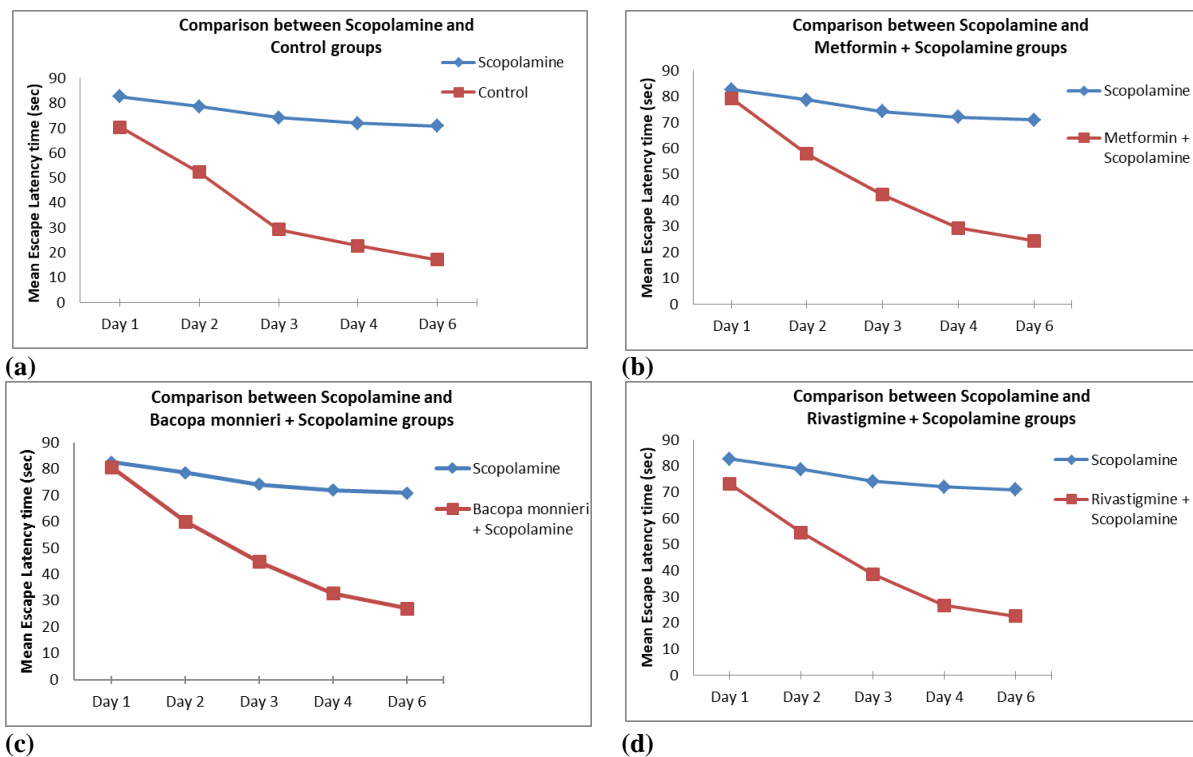 Comparison between Scopolamine and
Control groups
Scopolamine
Control
Mean Escape Latency time (sec)
90
80
70
60
50
40
30
20
10
0
Day 1 Day 2 Day 3 Day 4 Day 6
(a)
Comparison between Scopolamine and
Metformin + Scopolamine groups
Scopolamine
Metformin +
Scopolamine
Mean Escape Latency time (sec)
90
80
70
60
50
40
30
20
10
0
Day 1 Day 2 Day 3 Day 4 Day 6
(b)
Comparison between Scopolamine and
Bacopa monnieri + Scopolamine groups
Scopolamine
Bacopa monnieri
+ Scopolamine
Mean Escape Latency time (sec)
90
80
70
60
50
40
30
20
10
0
Day 1 Day 2 Day 3 Day 4 Day 6
(c)
Comparison between Scopolamine and
Rivastigmine + Scopolamine groups
Scopolamine
Rivastigmine +
Scopolamine
Mean Escape Latency time (sec)
90
80
70
60
50
40
30
20
10
0
Day 1 Day 2 Day 3 Day 4 Day 6
(d)